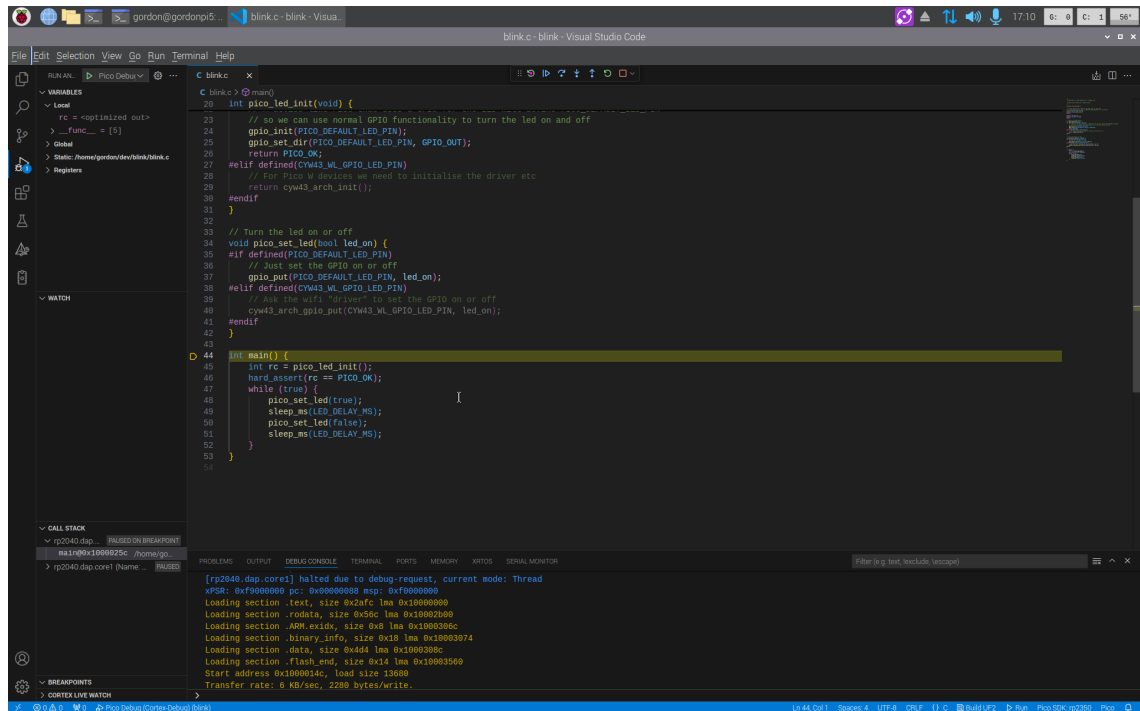 gordon@gordonpi5: ..
blink.c - blink - Visua..
17:10
G: 0
C: 1
56°
blink.c - blink - Visual Studio Code
File Edit Selection View Go Run Terminal Help
RUN AN..
Pico Debug
C blink.c
C blink.c > main()
VARIABLES
Local
rc = <optimized out>
__func__ = [5]
Global
Static: /home/gordon/dev/blink/blink.c
Registers
WATCH
CALL STACK
rp2040.dap... PAUSED ON BREAKPOINT
main@0x1000025c /home/go...
rp2040.dap.core1 (Name: ... PAUSED
BREAKPOINTS
CORTEX LIVE WATCH
20 int pico_led_init(void) {
23 // so we can use normal GPIO functionality to turn the led on and off
24 gpio_init(PICO_DEFAULT_LED_PIN);
25 gpio_set_dir(PICO_DEFAULT_LED_PIN, GPIO_OUT);
26 return PICO_OK;
27 #elif defined(CYW43_WL_GPIO_LED_PIN)
28 // For Pico W devices we need to initialise the driver etc
29 return cyw43_arch_init();
30 #endif
31 }
32
33 // Turn the led on or off
34 void pico_set_led(bool led_on) {
35 #if defined(PICO_DEFAULT_LED_PIN)
36 // Just set the GPIO on or off
37 gpio_put(PICO_DEFAULT_LED_PIN, led_on);
38 #elif defined(CYW43_WL_GPIO_LED_PIN)
39 // Ask the wifi "driver" to set the GPIO on or off
40 cyw43_arch_gpio_put(CYW43_WL_GPIO_LED_PIN, led_on);
41 #endif
42 }
43
44 int main() {
45 int rc = pico_led_init();
46 hard_assert(rc == PICO_OK);
47 while (true) {
48 pico_set_led(true);
49 sleep_ms(LED_DELAY_MS);
50 pico_set_led(false);
51 sleep_ms(LED_DELAY_MS);
52 }
53 }
54
PROBLEMS OUTPUT DEBUG CONSOLE TERMINAL PORTS MEMORY XRTOS SERIAL MONITOR
Filter (e.g. text, !exclude, \escape)
[rp2040.dap.core1] halted due to debug-request, current mode: Thread
xPSR: 0xf9000000 pc: 0x00000088 msp: 0xf0000000
Loading section .text, size 0x2afc lma 0x10000000
Loading section .rodata, size 0x56c lma 0x10002b00
Loading section .ARM.exidx, size 0x8 lma 0x1000306c
Loading section .binary_info, size 0x18 lma 0x10003074
Loading section .data, size 0x4d4 lma 0x1000308c
Loading section .flash_end, size 0x14 lma 0x10003560
Start address 0x1000014c, load size 13680
Transfer rate: 6 KB/sec, 2280 bytes/write.
0 0 0 Pico Debug (Cortex-Debug) (blink)
Ln 44, Col 1 Spaces: 4 UTF-8 CRLF {} C Build UF2 Run Pico SDK: rp2350 Pico